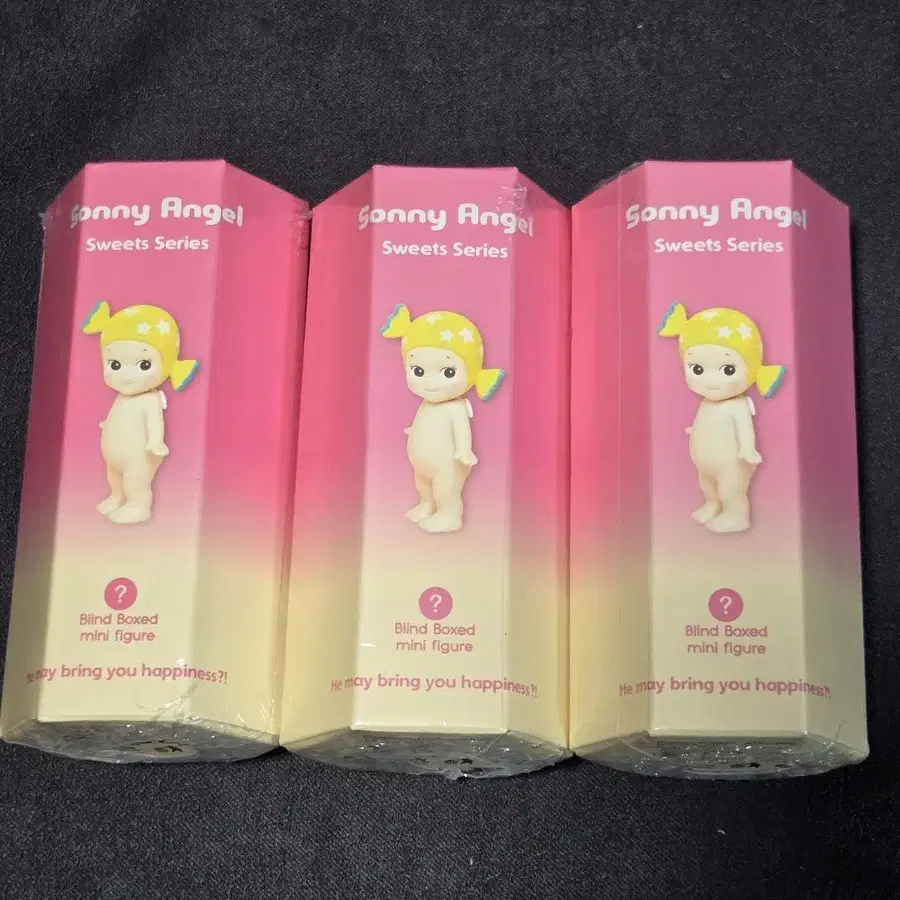 Sonny Angel
Sweets Series
?
Blind Boxed
mini figure
He may bring you happiness?!
Sonny Angel
Sweets Series
?
Blind Boxed
mini figure
He may bring you happiness?!
Sonny Angel
Sweets Series
?
Blind Boxed
mini figure
He may bring you happiness?!